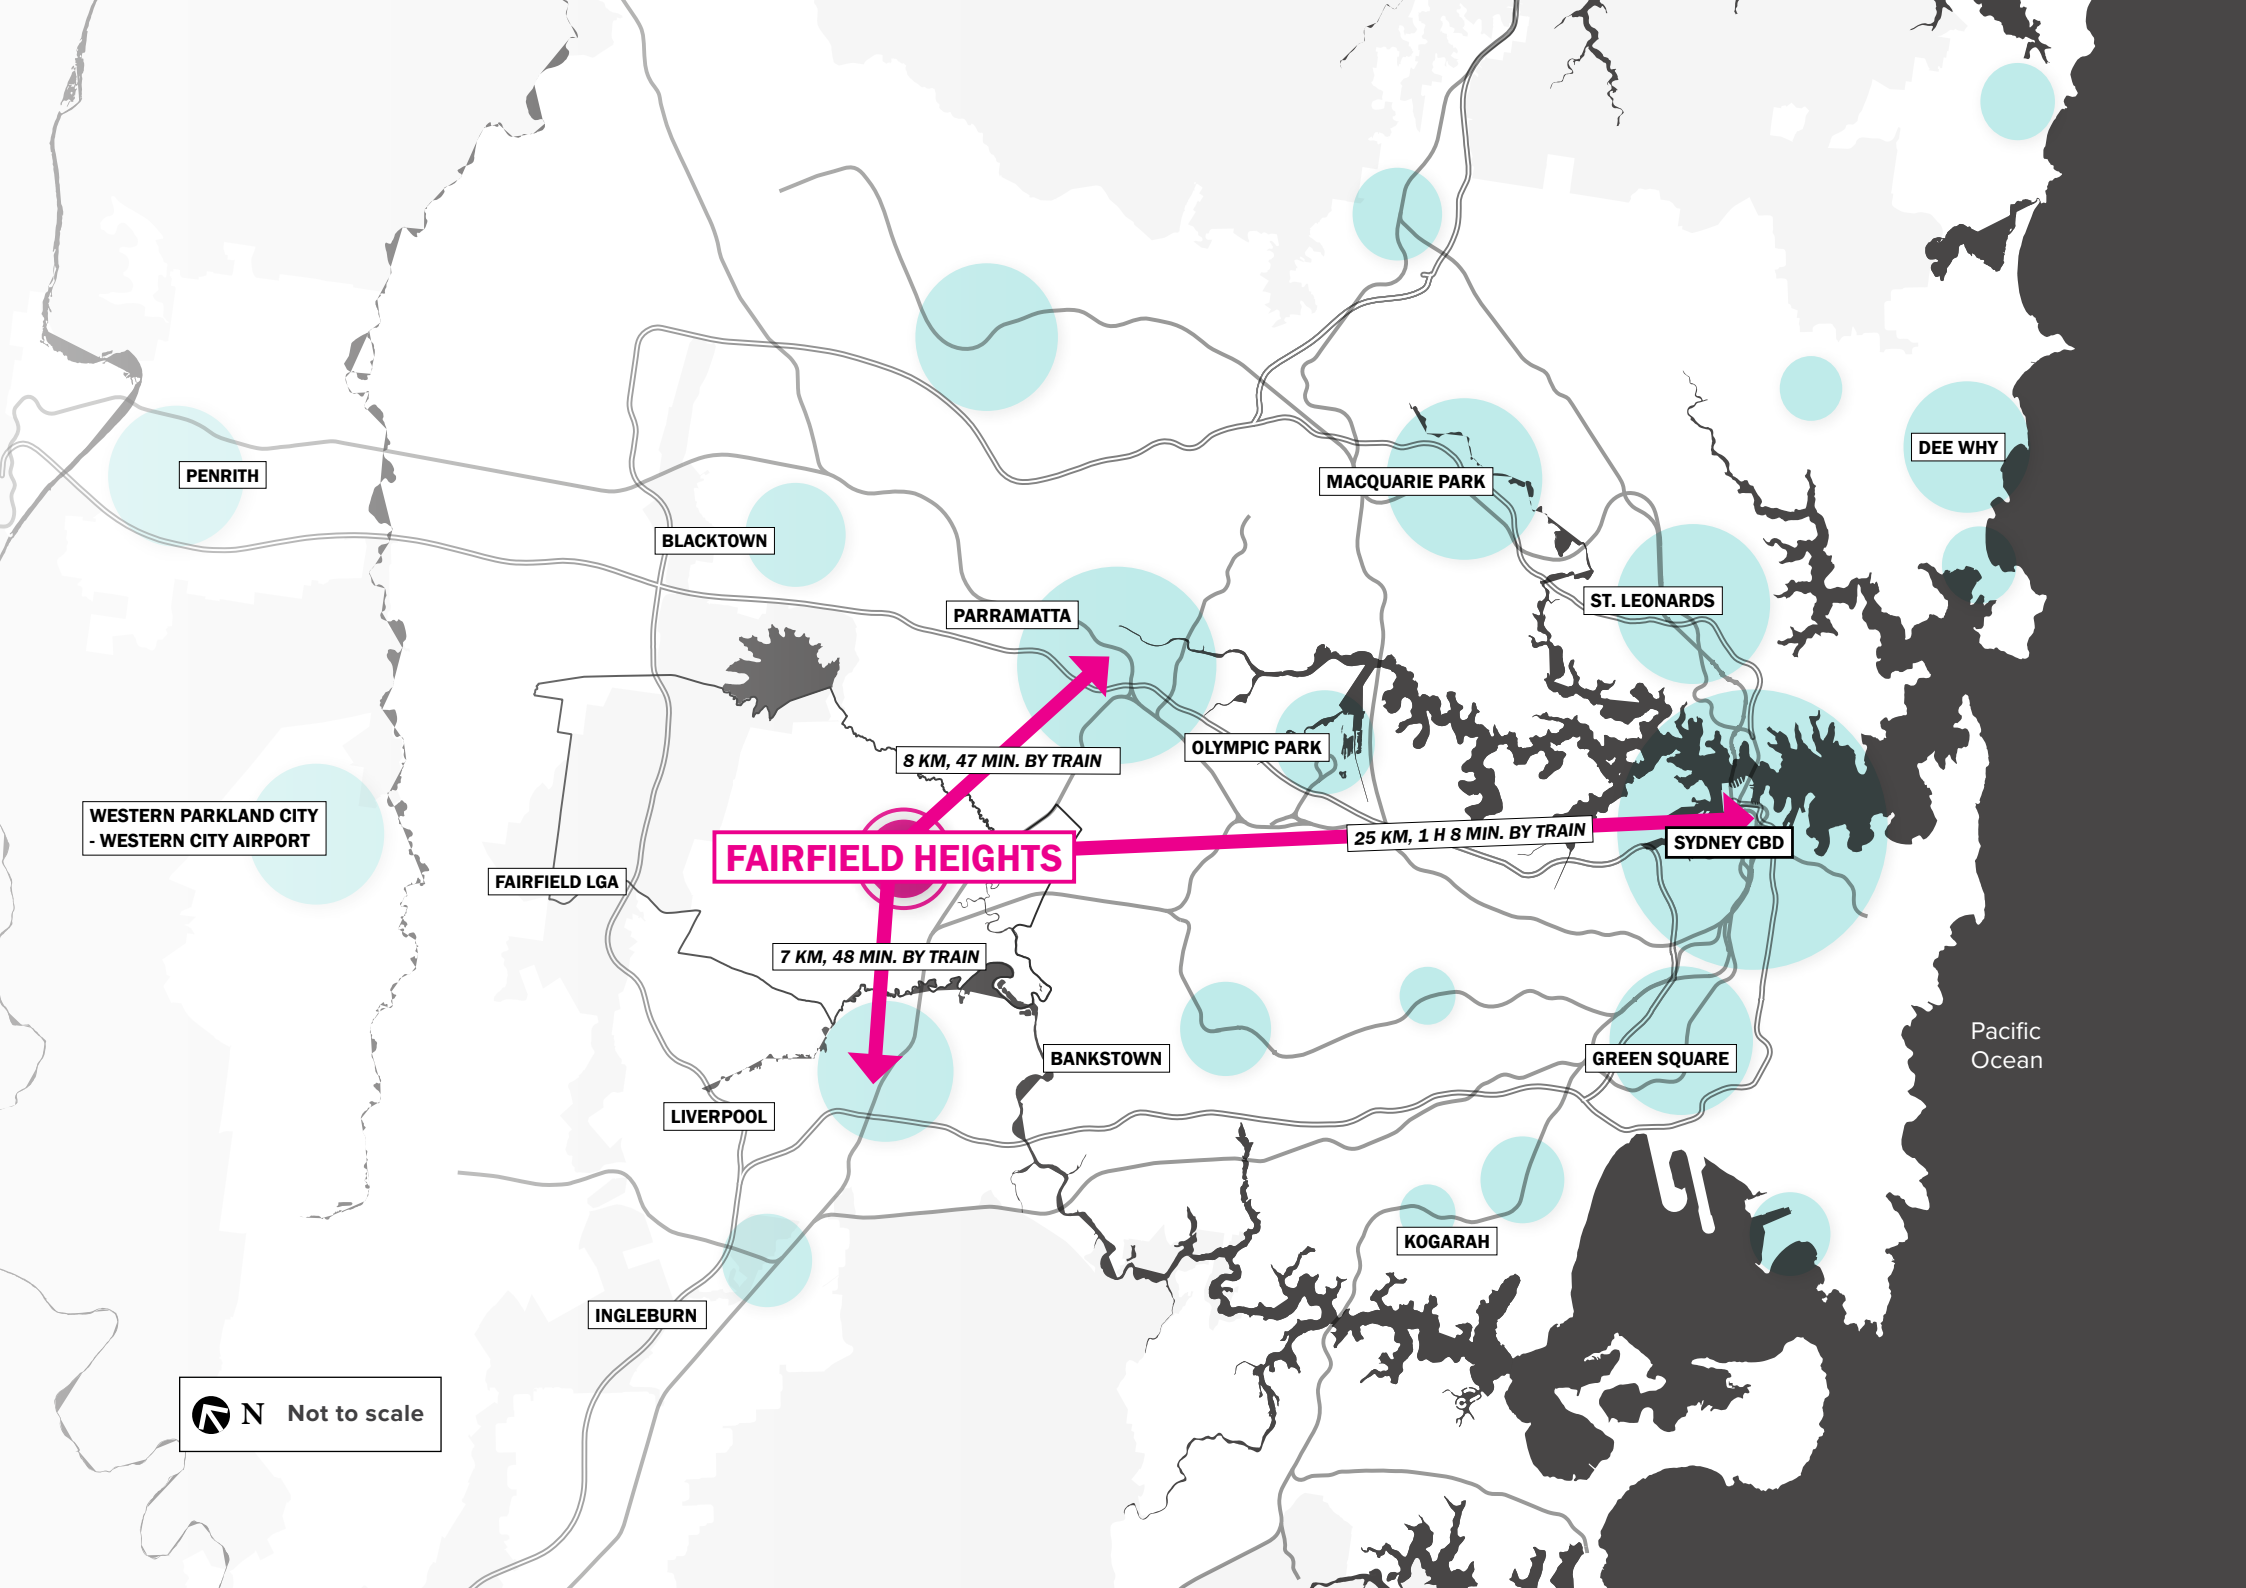 DEE WHY
PENRITH
MACQUARIE PARK
BLACKTOWN
ST. LEONARDS
PARRAMATTA
OLYMPIC PARK
8 KM, 47 MIN. BY TRAIN
WESTERN PARKLAND CITY
- WESTERN CITY AIRPORT
25 KM, 1 H 8 MIN. BY TRAIN
SYDNEY CBD
FAIRFIELD HEIGHTS
FAIRFIELD LGA
7 KM, 48 MIN. BY TRAIN
Pacific
Ocean
BANKSTOWN
GREEN SQUARE
LIVERPOOL
KOGARAH
INGLEBURN
N Not to scale